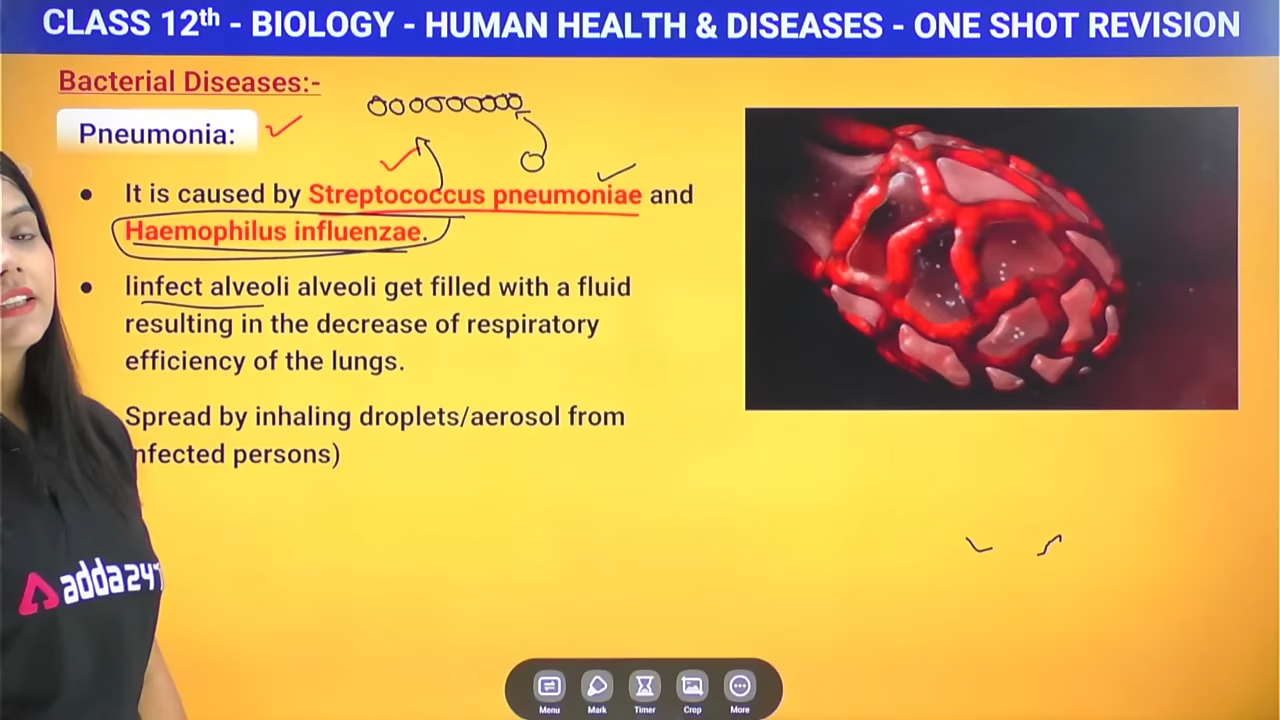 CLASS 12th - BIOLOGY - HUMAN HEALTH & DISEASES - ONE SHOT REVISION
Bacterial Diseases:-
Pneumonia:
It is caused by Streptococcus pneumoniae and
Haemophilus influenzae.
linfect alveoli alveoli get filled with a fluid
resulting in the decrease of respiratory
efficiency of the lungs.
Spread by inhaling droplets/aerosol from
nfected persons)
adda247
Menu
Mark
Timer
Crop
More